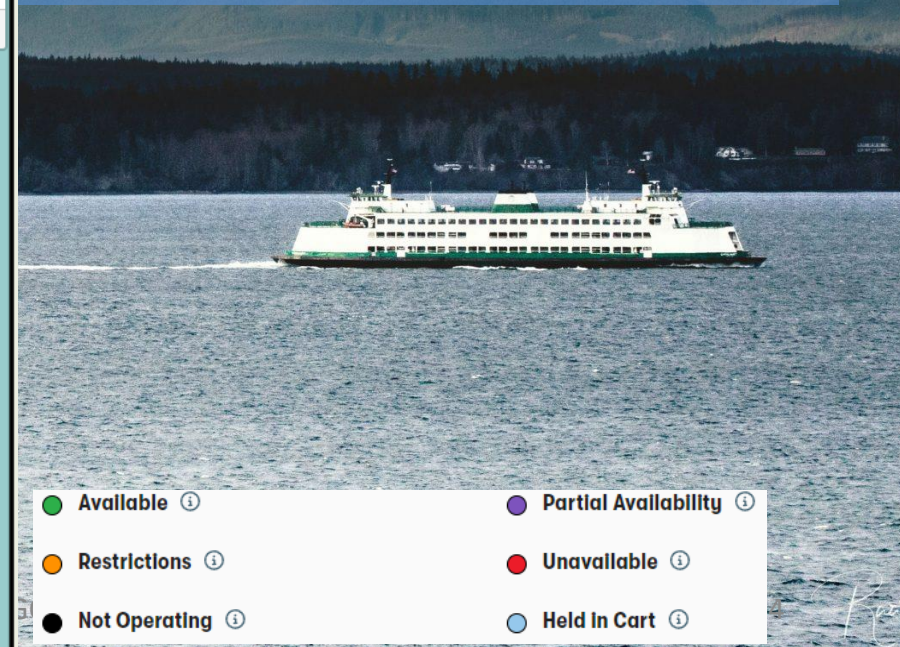 Available
Partial Availability
Restrictions
Unavailable
Not Operating
Held In Cart